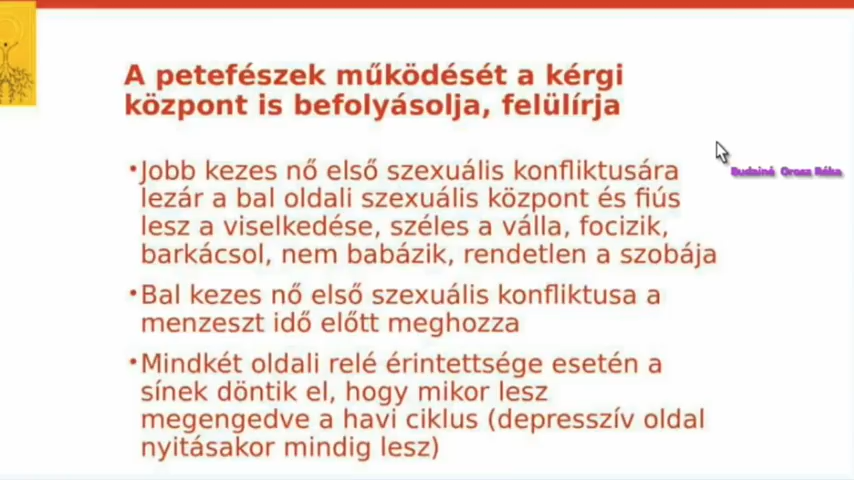 A petefészek működését a kérgi
központ is befolyásolja, felülírja
•Jobb kezes nő első szexuális konfliktusára
lezár a bal oldali szexuális központ és fiús
lesz a viselkedése, széles a válla, focizik,
barkácsol, nem babázik, rendetlen a szobája
•Bal kezes nő első szexuális konfliktusa a
menzeszt idő előtt meghozza
•Mindkét oldali relé érintettsége esetén a
sínek döntik el, hogy mikor lesz
megengedve a havi ciklus (depresszív oldal
nyitásakor mindig lesz)
Budainé Orosz Réka